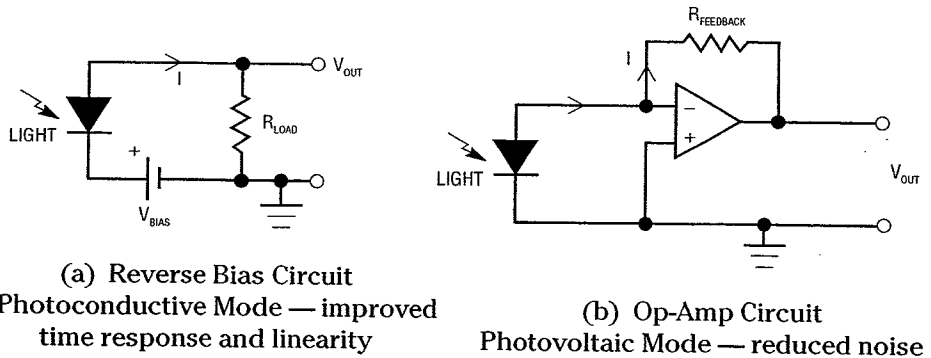 V_OUT
I
R_LOAD
LIGHT
+
V_BIAS
(a) Reverse Bias Circuit
Photoconductive Mode — improved
time response and linearity
R_FEEDBACK
I
−
+
LIGHT
V_OUT
(b) Op-Amp Circuit
Photovoltaic Mode — reduced noise